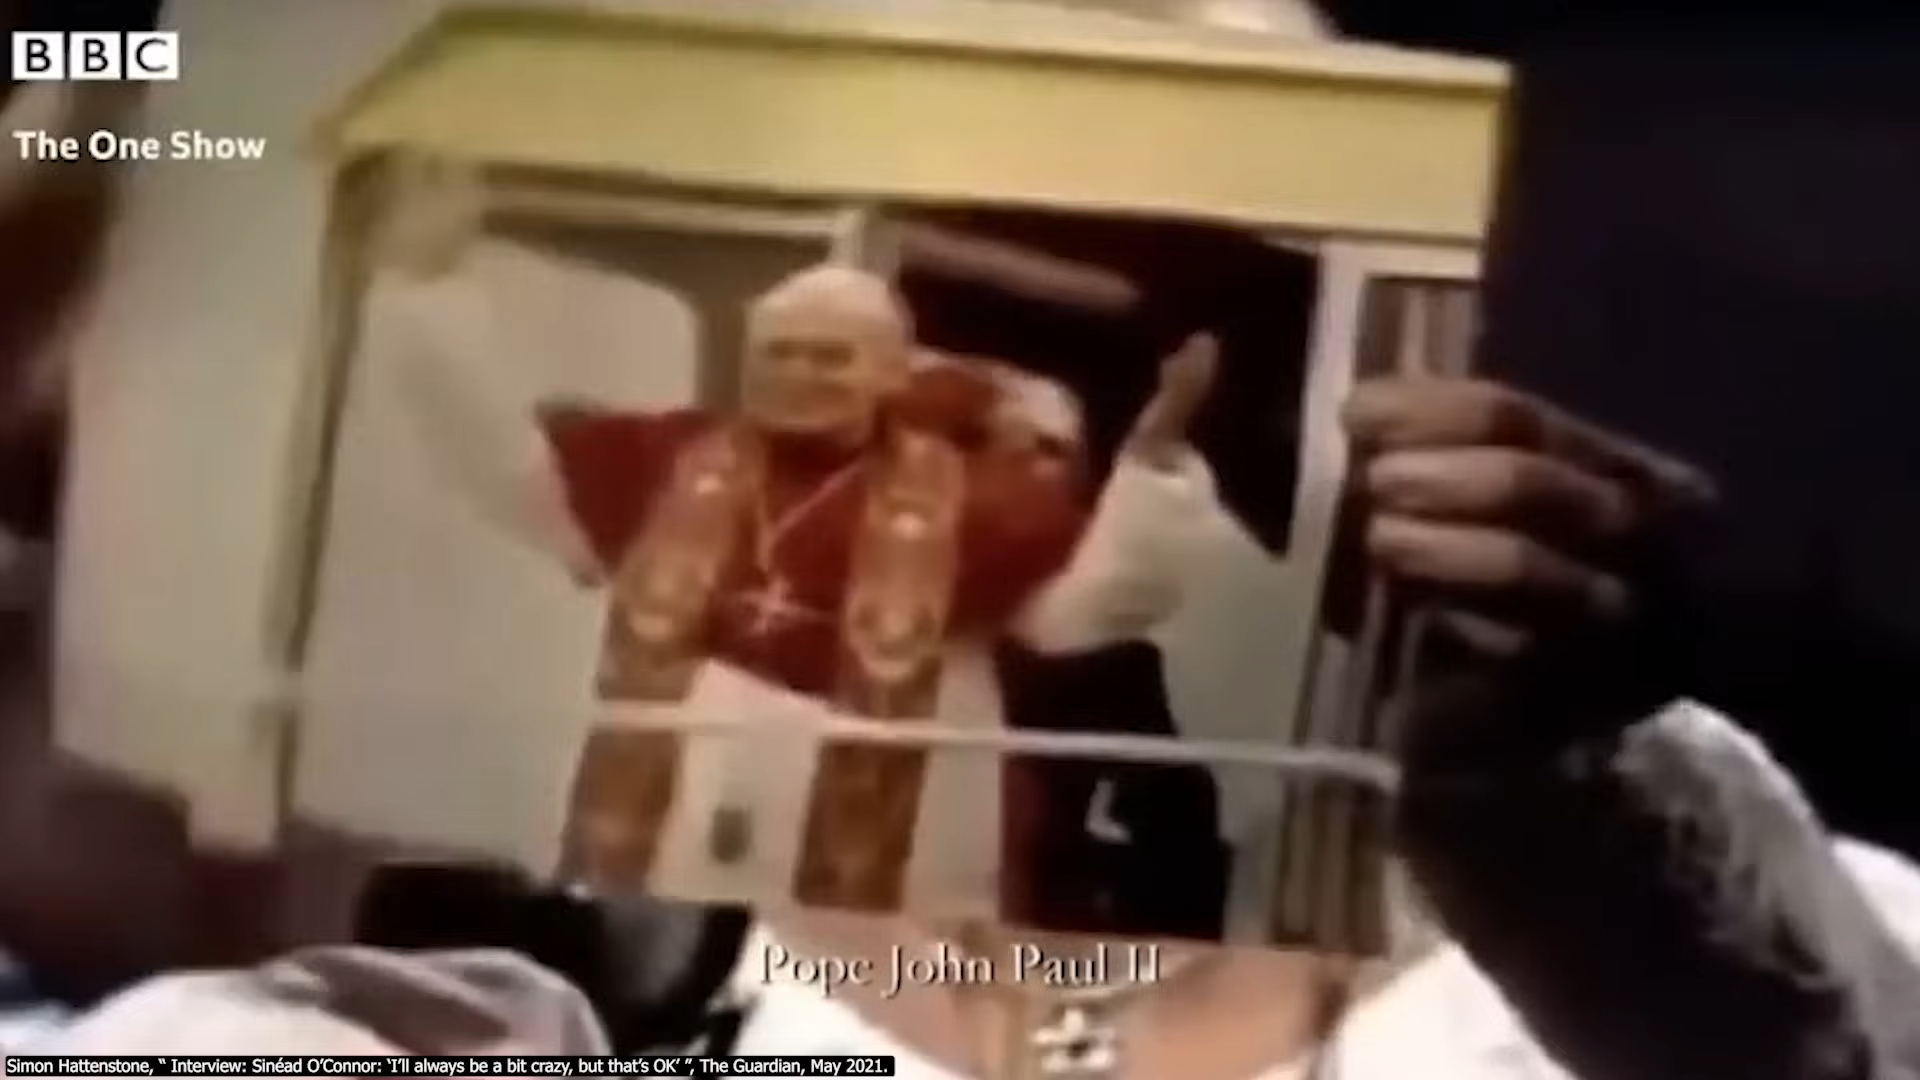 BBC
The One Show
Pope John Paul II
Simon Hattenstone, “ Interview: Sinéad O’Connor: ‘I’ll always be a bit crazy, but that’s OK’ ”, The Guardian, May 2021.